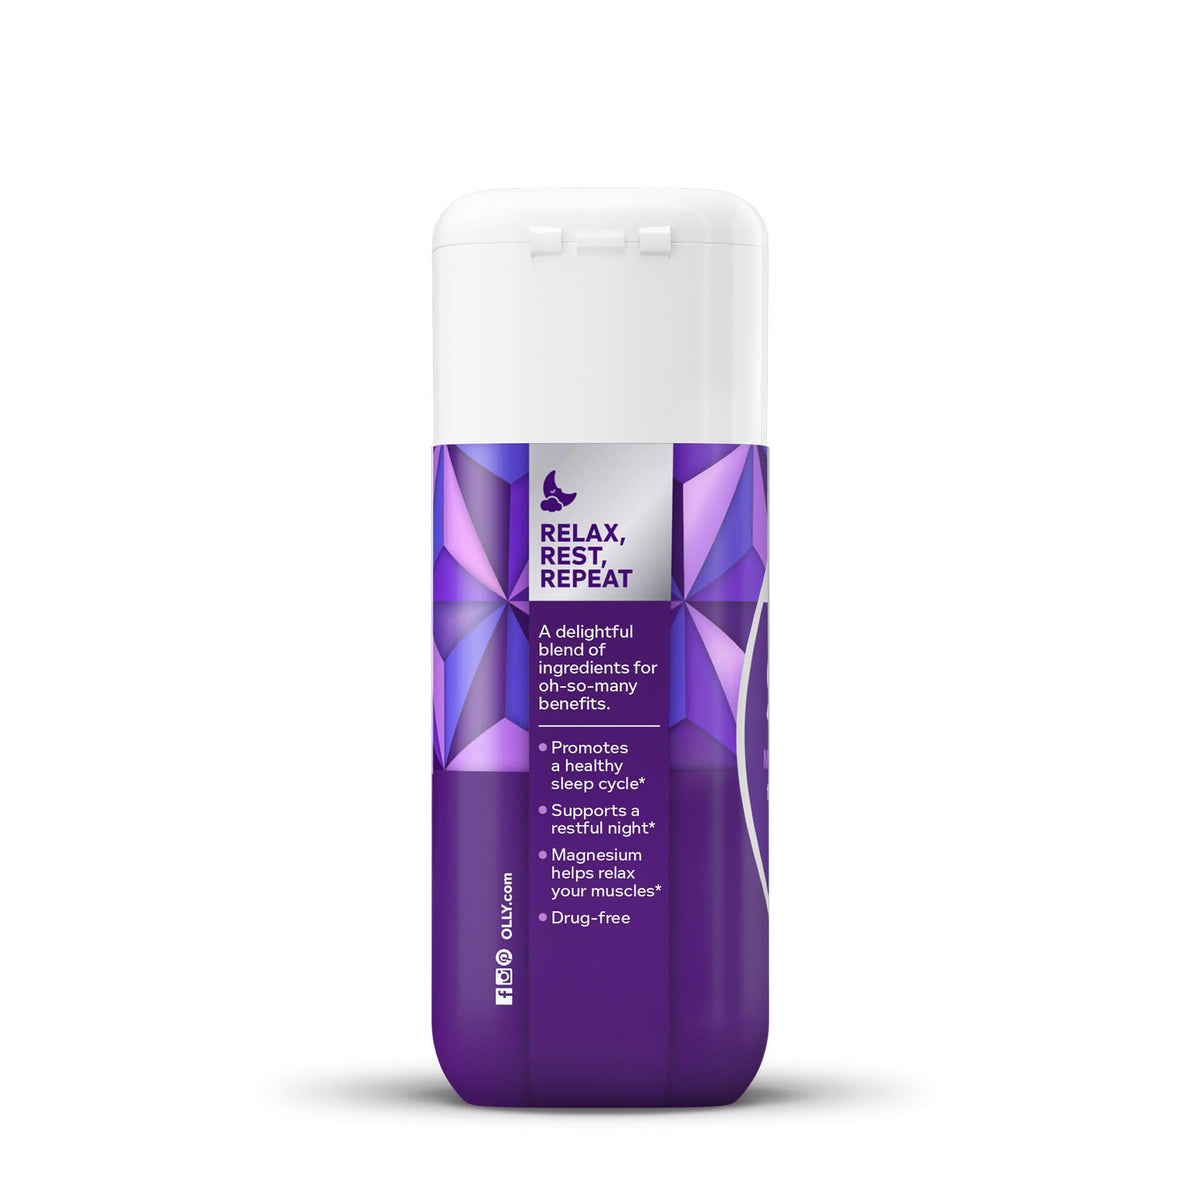 RELAX,
REST,
REPEAT
A delightful
blend of
ingredients for
oh-so-many
benefits.
Promotes
a healthy
sleep cycle*
Supports a
restful night*
Magnesium
helps relax
your muscles*
Drug-free
OLLY.com